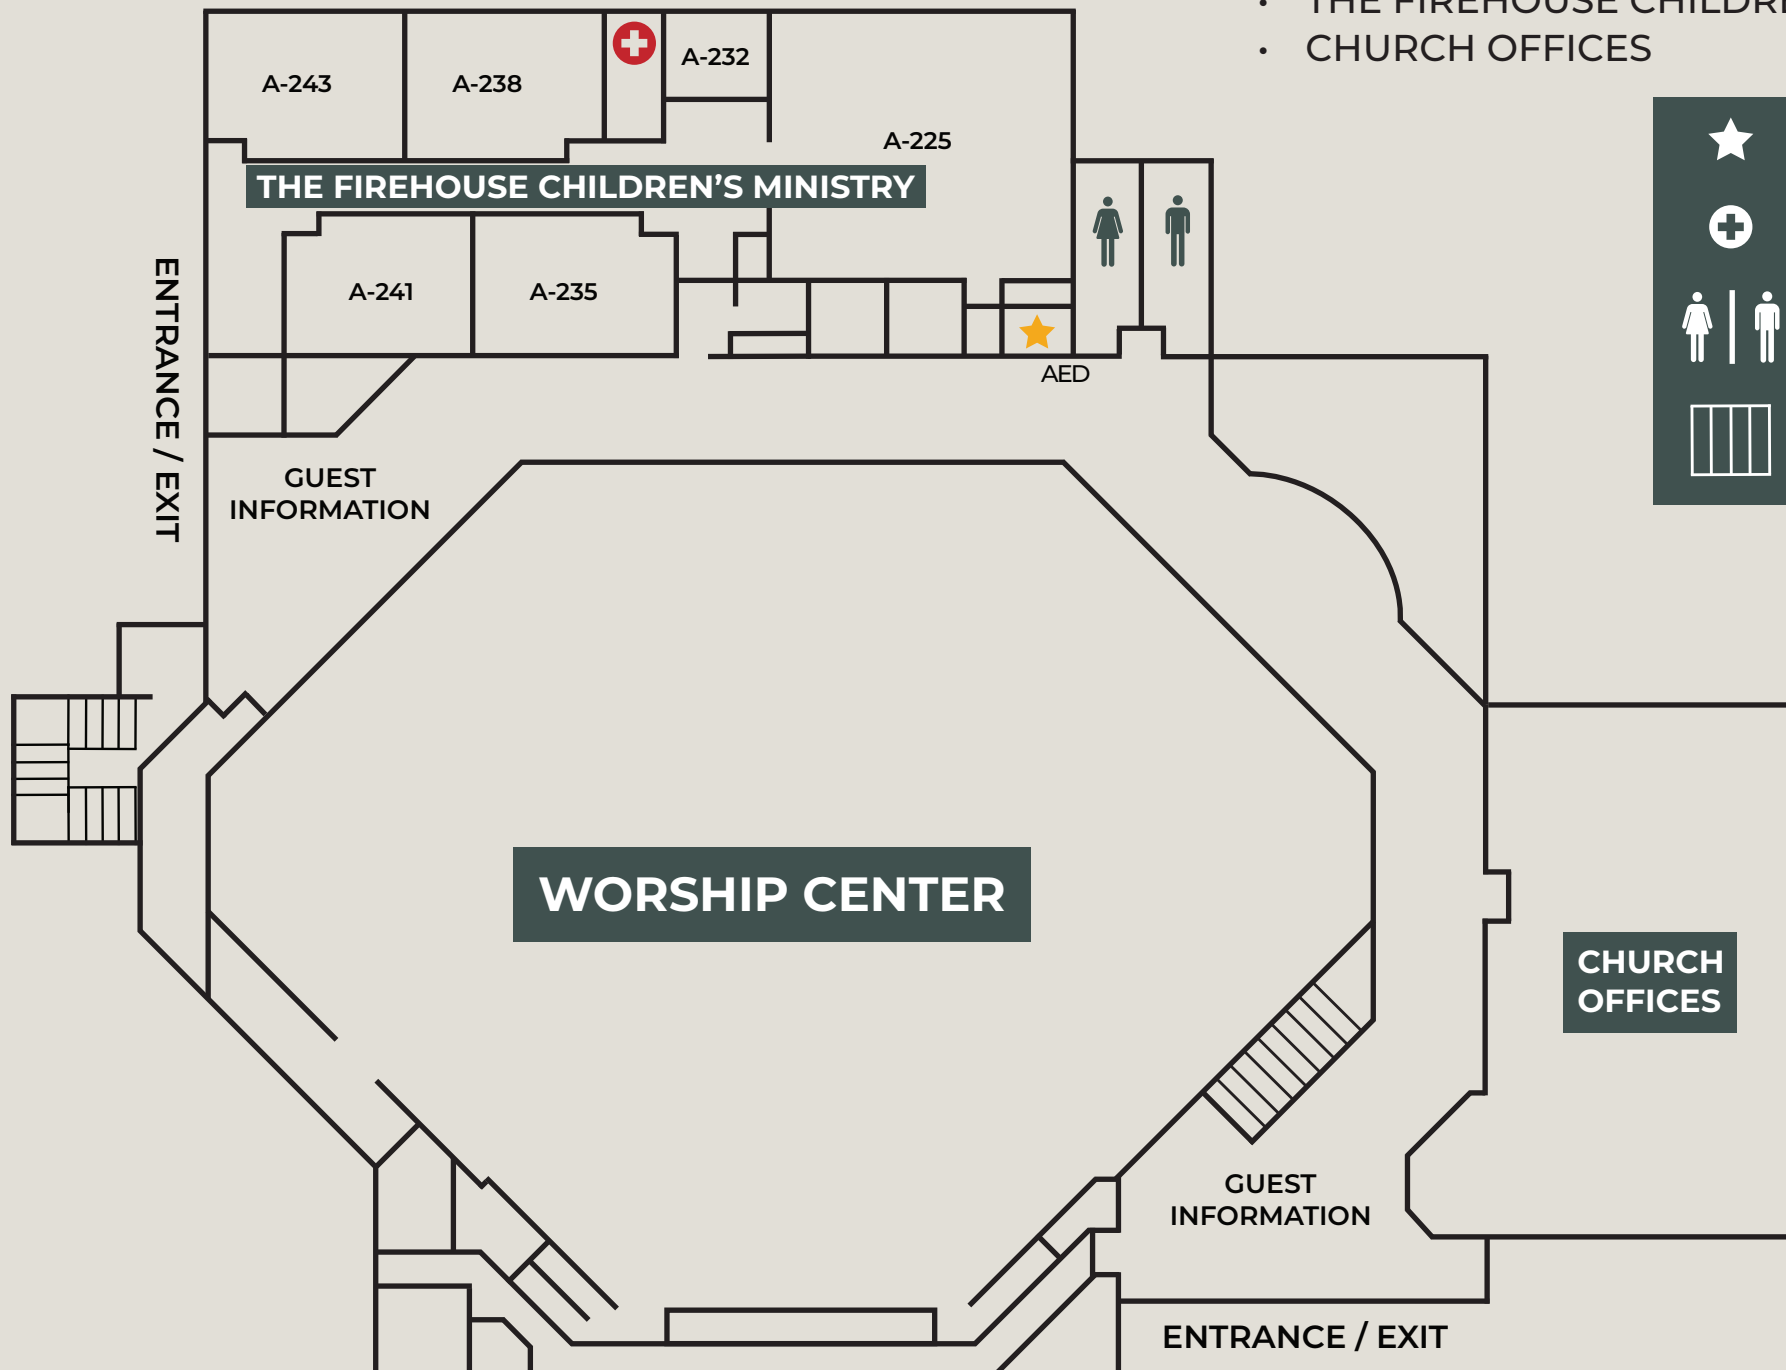 • CHURCH OFFICES
A-243
A-238
A-232
A-225
THE FIREHOUSE CHILDREN’S MINISTRY
A-241
A-235
AED
ENTRANCE / EXIT
GUEST
INFORMATION
WORSHIP CENTER
CHURCH
OFFICES
GUEST
INFORMATION
ENTRANCE / EXIT